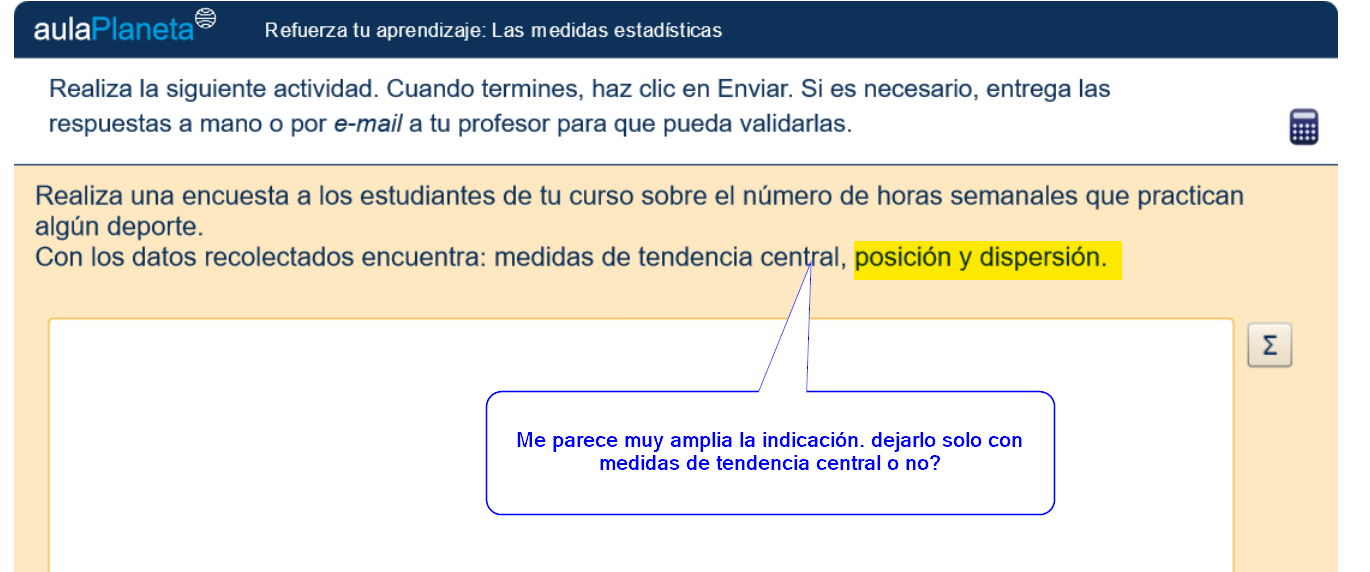 aulaPlaneta Refuerza tu aprendizaje: Las medidas estadísticas
Realiza la siguiente actividad. Cuando termines, haz clic en Enviar. Si es necesario, entrega las
respuestas a mano o por e-mail a tu profesor para que pueda validarlas.
Realiza una encuesta a los estudiantes de tu curso sobre el número de horas semanales que practican
algún deporte.
Con los datos recolectados encuentra: medidas de tendencia central, posición y dispersión.
Σ
Me parece muy amplia la indicación. dejarlo solo con
medidas de tendencia central o no?